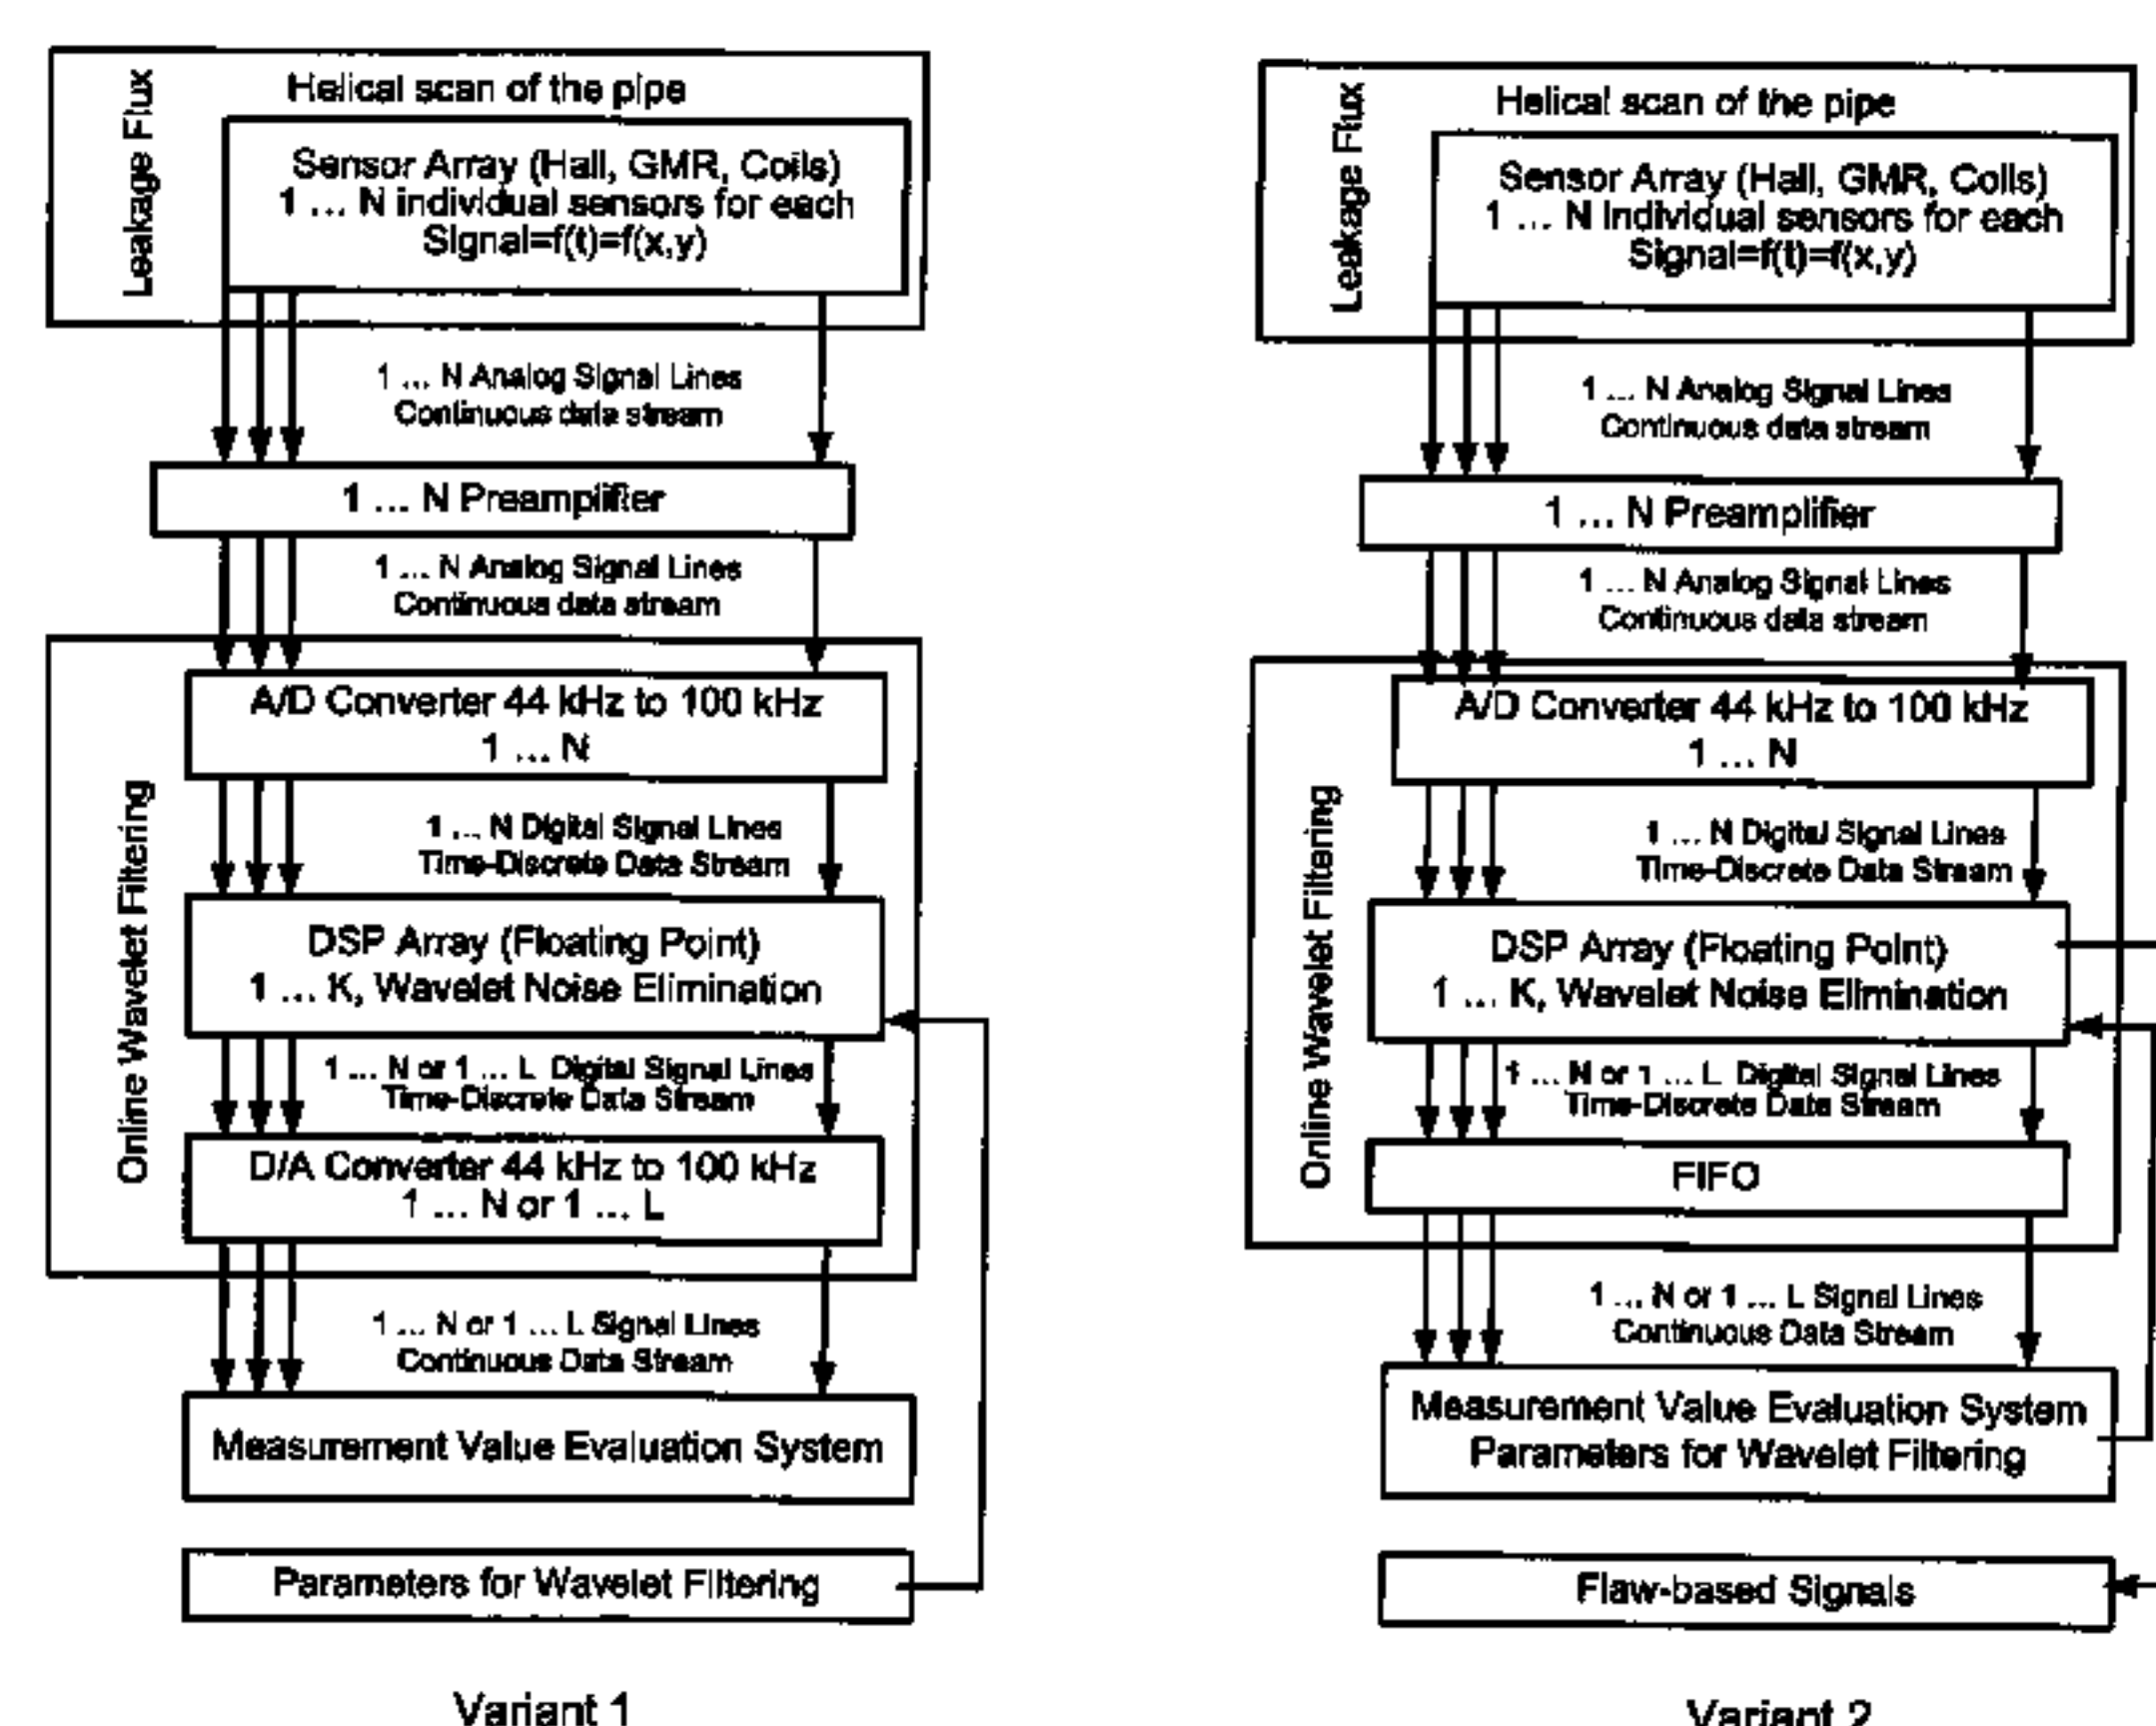 Leakage Flux
Helical scan of the pipe
Sensor Array (Hall, GMR, Coils)
1 ... N individual sensors for each
Signal=f(t)=f(x,y)
1 ... N Analog Signal Lines
Continuous data stream
1 ... N Preamplifier
1 ... N Analog Signal Lines
Continuous data stream
Online Wavelet Filtering
A/D Converter 44 kHz to 100 kHz
1 ... N
1 ... N Digital Signal Lines
Time-Discrete Data Stream
DSP Array (Floating Point)
1 ... K, Wavelet Noise Elimination
1 ... N or 1 ... L Digital Signal Lines
Time-Discrete Data Stream
D/A Converter 44 kHz to 100 kHz
1 ... N or 1 ... L
1 ... N or 1 ... L Signal Lines
Continuous Data Stream
Measurement Value Evaluation System
Parameters for Wavelet Filtering
Variant 1
Leakage Flux
Helical scan of the pipe
Sensor Array (Hall, GMR, Coils)
1 ... N individual sensors for each
Signal=f(t)=f(x,y)
1 ... N Analog Signal Lines
Continuous data stream
1 ... N Preamplifier
1 ... N Analog Signal Lines
Continuous data stream
Online Wavelet Filtering
A/D Converter 44 kHz to 100 kHz
1 ... N
1 ... N Digital Signal Lines
Time-Discrete Data Stream
DSP Array (Floating Point)
1 ... K, Wavelet Noise Elimination
1 ... N or 1 ... L Digital Signal Lines
Time-Discrete Data Stream
FIFO
1 ... N or 1 ... L Signal Lines
Continuous Data Stream
Measurement Value Evaluation System
Parameters for Wavelet Filtering
Flaw-based Signals
Variant 2